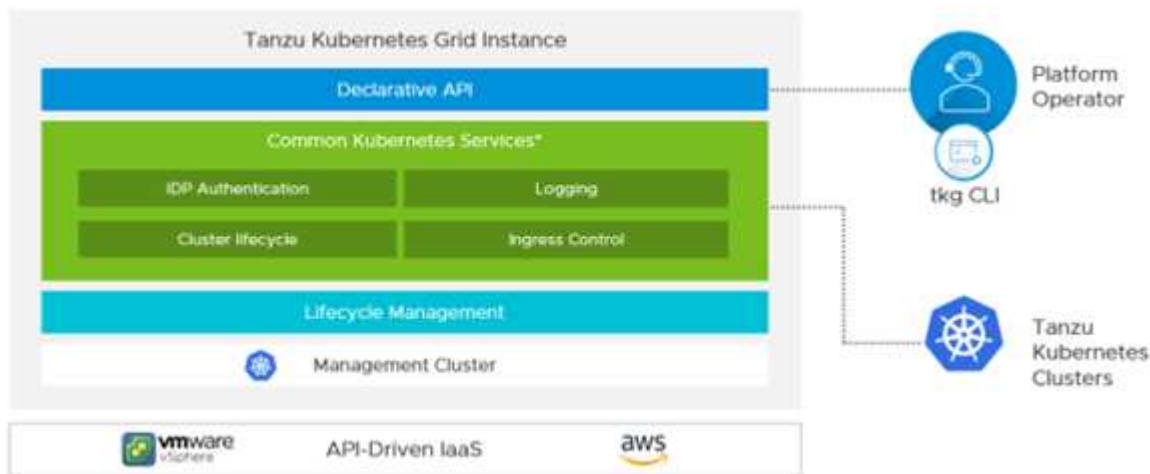 Tanzu Kubernetes Grid Instance
Declarative API
Common Kubernetes Services*
IDP Authentication
Logging
Cluster lifecycle
Ingress Control
Lifecycle Management
Management Cluster
vmware
vSphere
API-Driven IaaS
aws
Platform
Operator
tkg CLI
Tanzu
Kubernetes
Clusters